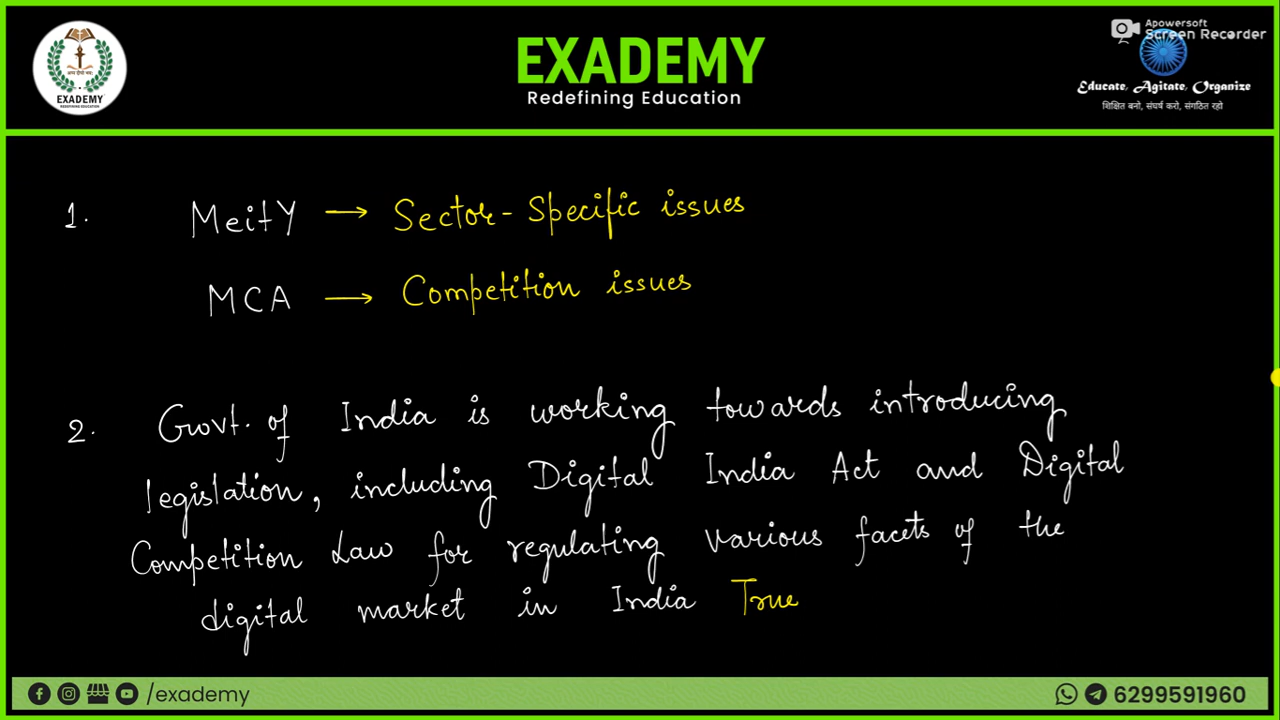 EXADEMY
Redefining Education
Apowersoft
Screen Recorder
EXADEMY
REDEFINING EDUCATION
Educate, Agitate, Organize
शिक्षित बनो, संघर्ष करो, संगठित रहो
1. MeitY → Sector-Specific issues
MCA → Competition issues
2. Govt. of India is working towards introducing
legislation, including Digital India Act and Digital
Competition Law for regulating various facets of the
digital market in India True
/exademy
6299591960